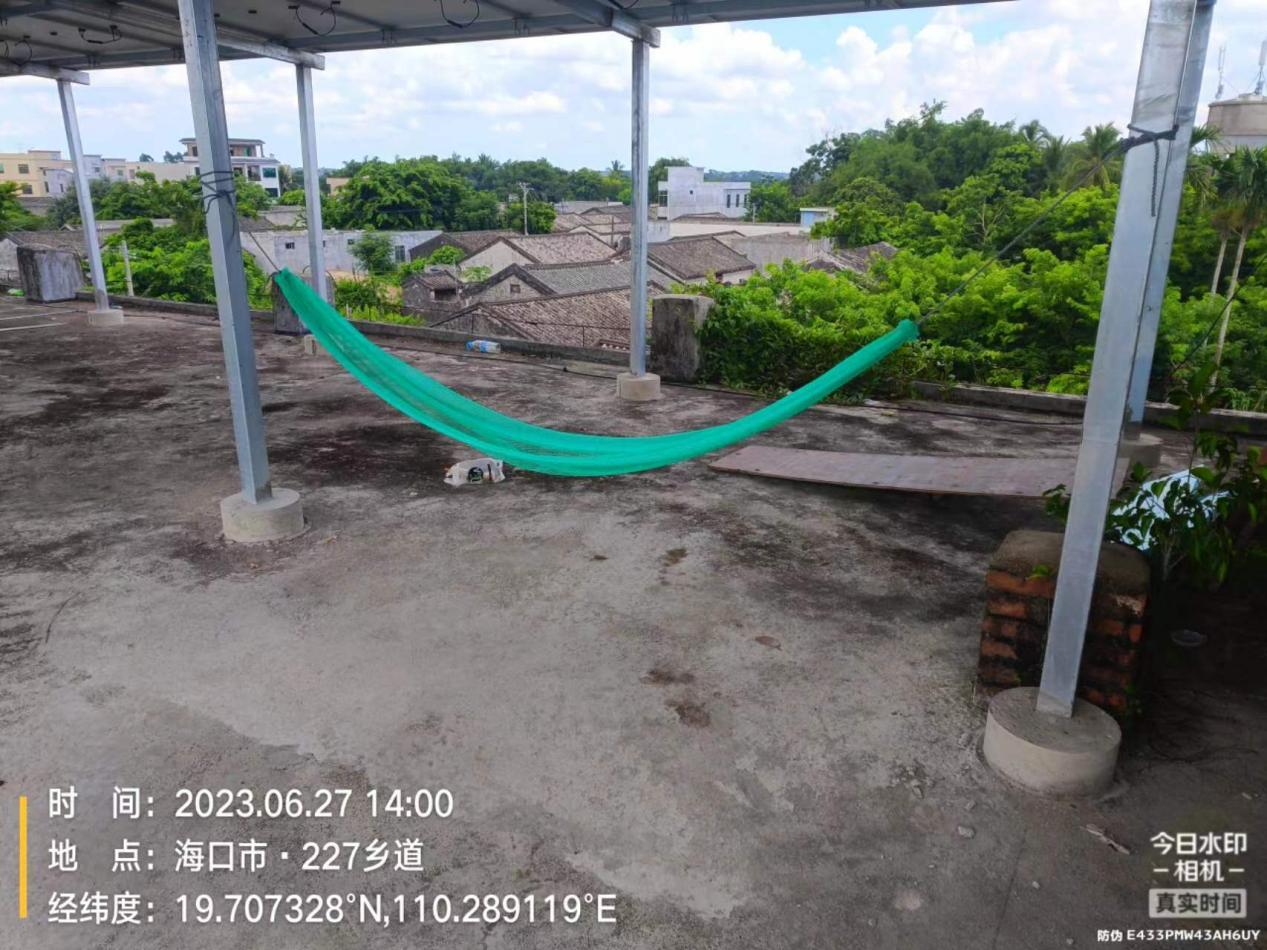 时 间：2023.06.27 14:00
地 点：海口市·227乡道
经纬度：19.707328°N,110.289119°E
今日水印
-相机-
真实时间
防伪 E433PMW43AH6UY